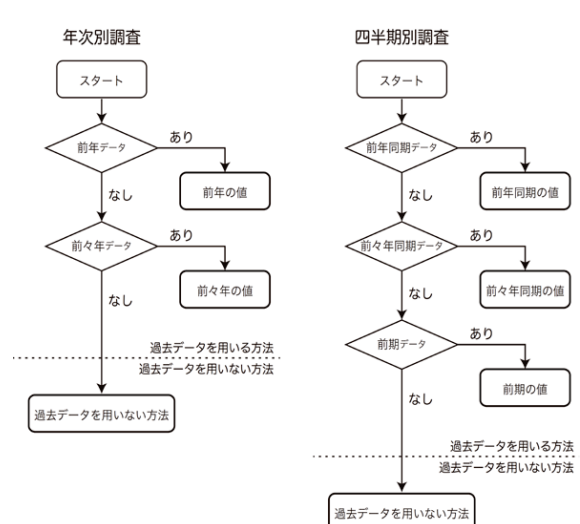 年次別調査
スタート
前年データ
あり
前年の値
なし
前々年データ
あり
前々年の値
なし
過去データを用いる方法
過去データを用いない方法
過去データを用いない方法
四半期別調査
スタート
前年同期データ
あり
前年同期の値
なし
前々年同期データ
あり
前々年同期の値
なし
前期データ
あり
前期の値
なし
過去データを用いる方法
過去データを用いない方法
過去データを用いない方法